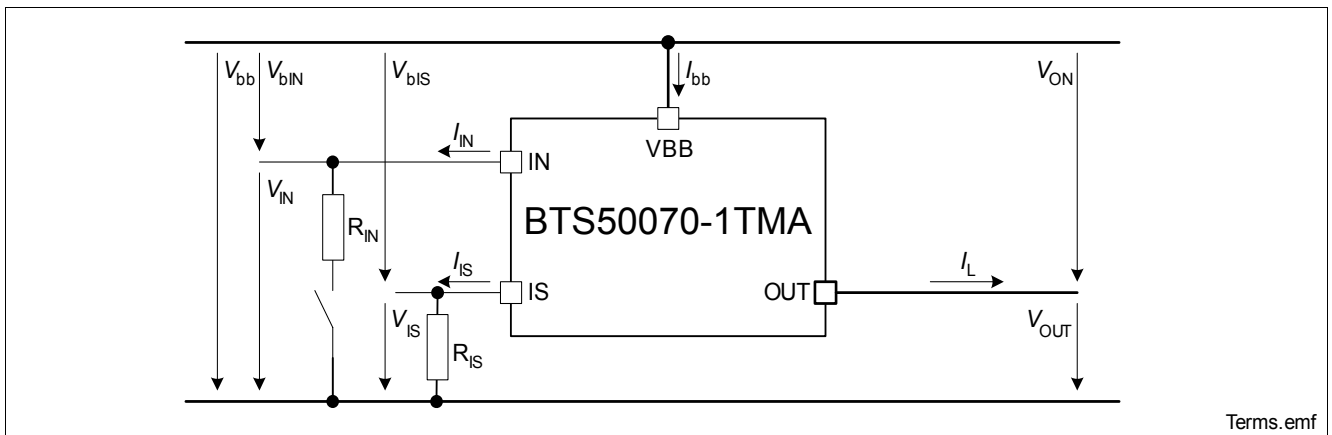 Vbb VbIN VbIS Ibb VON
IIN
IN VBB
VIN
BTS50070-1TMA
RIN
IIS IL
IS OUT
VIS VOUT
RIS
Terms.emf